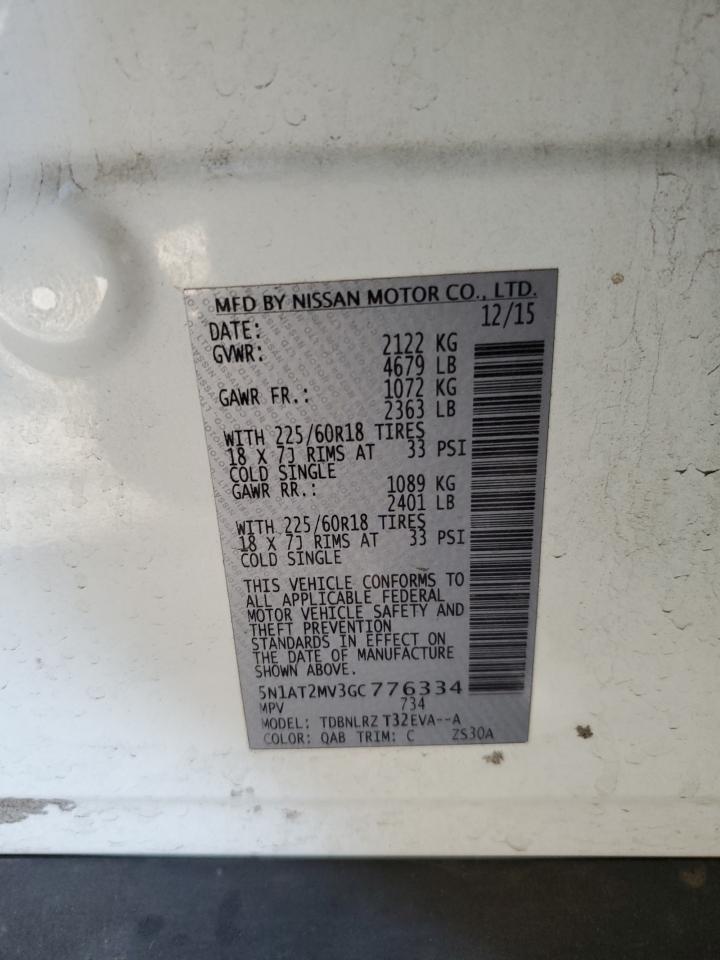 MFD BY NISSAN MOTOR CO., LTD.
DATE: 12/15
GVWR: 2122 KG
4679 LB
GAWR FR.: 1072 KG
2363 LB
WITH 225/60R18 TIRES
18 X 7J RIMS AT 33 PSI
COLD SINGLE
GAWR RR.: 1089 KG
2401 LB
WITH 225/60R18 TIRES
18 X 7J RIMS AT 33 PSI
COLD SINGLE
THIS VEHICLE CONFORMS TO
ALL APPLICABLE FEDERAL
MOTOR VEHICLE SAFETY AND
THEFT PREVENTION
STANDARDS IN EFFECT ON
THE DATE OF MANUFACTURE
SHOWN ABOVE.
5N1AT2MV3GC776334
MPV 734
MODEL: TDBNLRZ T32EVA--A
COLOR: QAB TRIM: C ZS30A